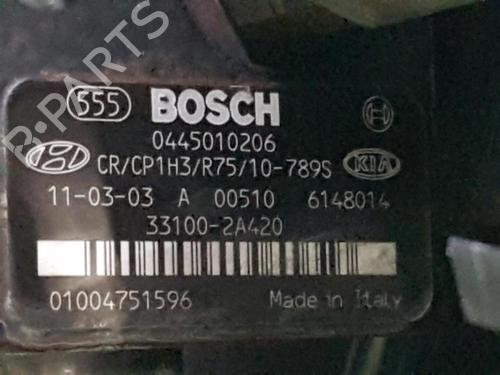 555 BOSCH
0445010206
CR/CP1H3/R75/10-789S KIA
11-03-03 A 00510 6148014
33100-2A420
01004751596 Made in Italy
B-PARTS